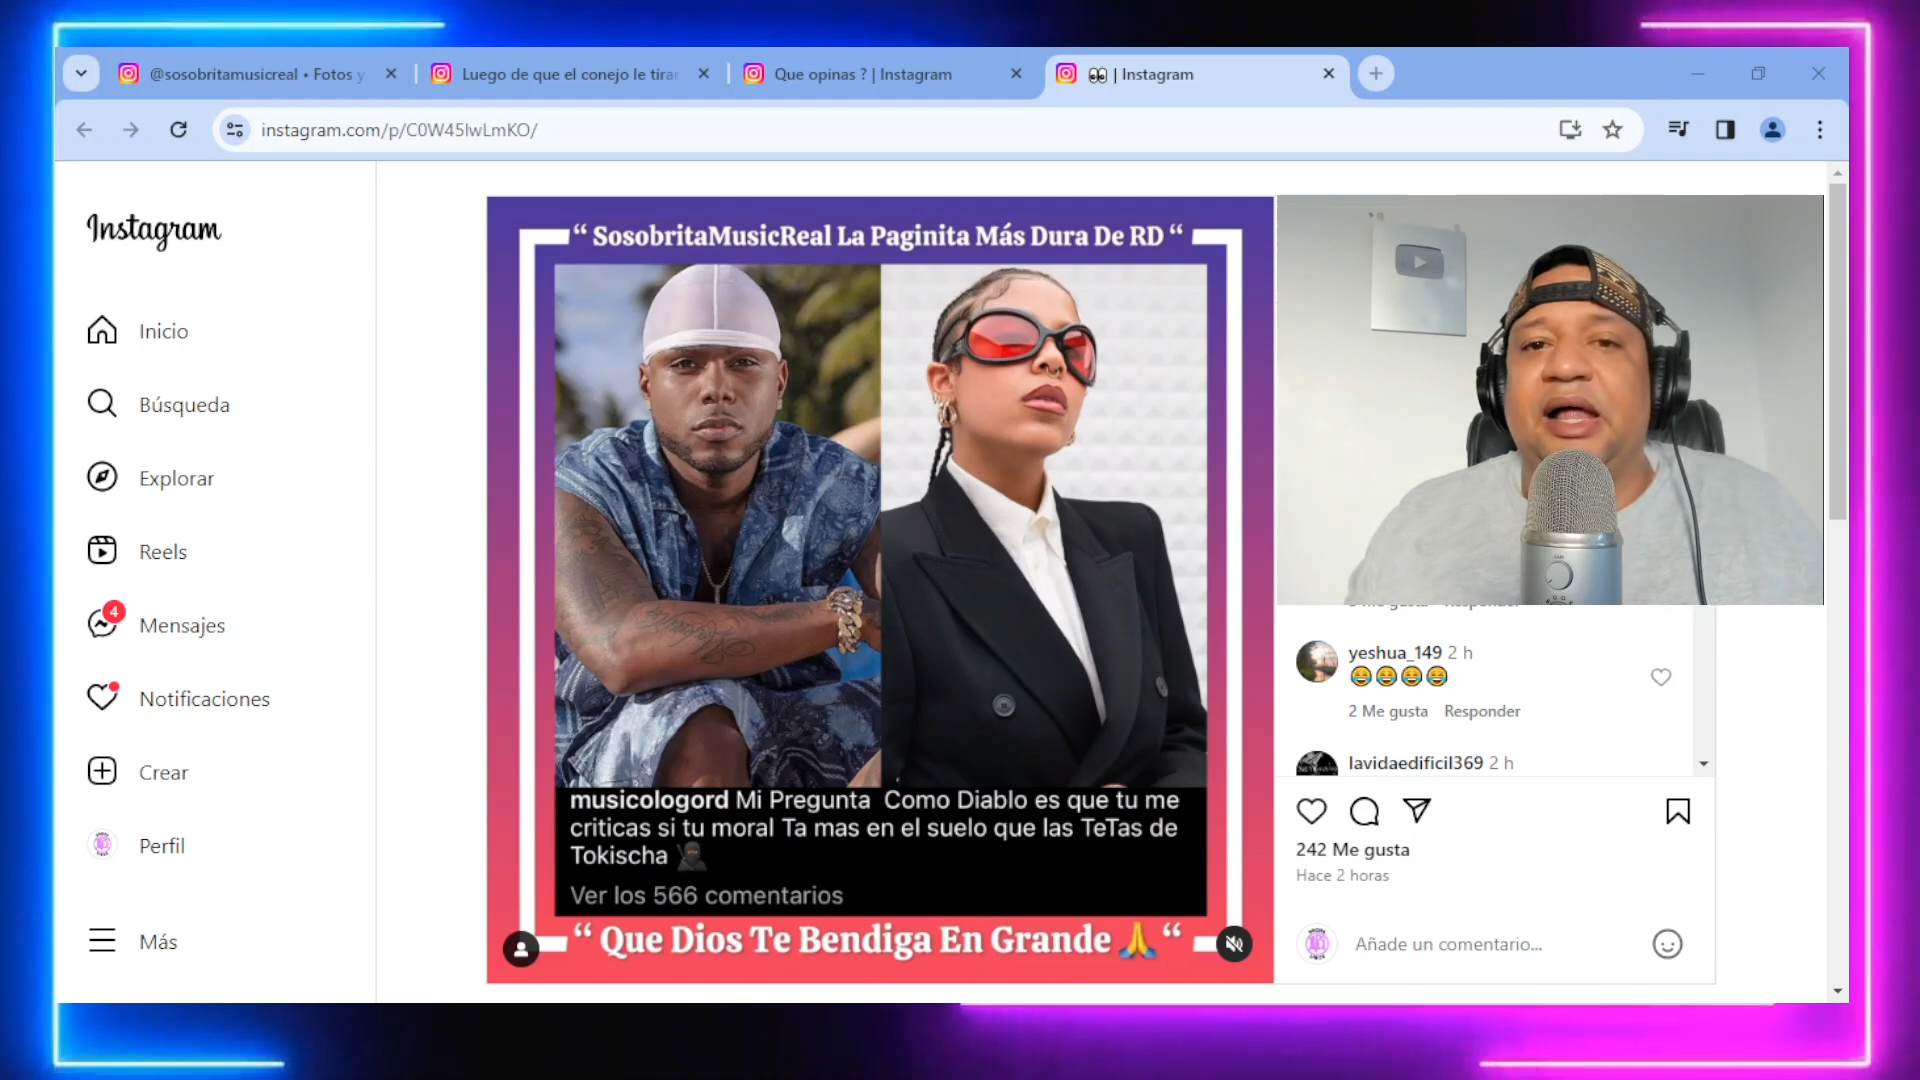 @sosobritamusicreal • Fotos y
Luego de que el conejo le tirar
Que opinas ? | Instagram
👀 | Instagram
instagram.com/p/C0W45lwLmKO/
Instagram
Inicio
Búsqueda
Explorar
Reels
4
Mensajes
Notificaciones
Crear
Perfil
Más
“ SosobritaMusicReal La Paginita Más Dura De RD “
musicologord Mi Pregunta Como Diablo es que tu me
criticas si tu moral Ta mas en el suelo que las TeTas de
Tokischa 🥷🏿
Ver los 566 comentarios
“ Que Dios Te Bendiga En Grande 🙏 “
yeshua_149 2 h
😂😂😂😂
2 Me gusta Responder
lavidaedificil369 2 h
242 Me gusta
Hace 2 horas
Añade un comentario...